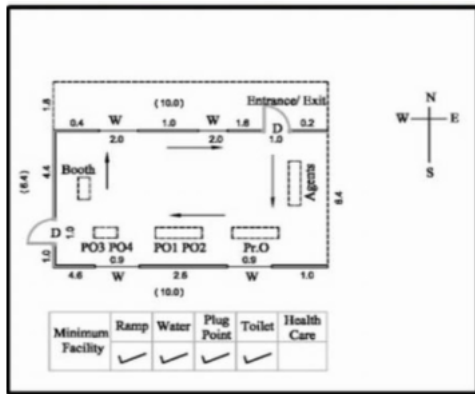 (10.0)
Entrance/ Exit
1.8
0.4 W 1.0 W 1.6 D 0.2
2.0 2.0 1.0
N
W E
S
Booth
4.4
(6.4)
Agents
6.4
D 1.0
PO3 PO4 PO1 PO2 Pr.O
1.0
0.9 0.9
4.6 W 2.6 W 1.0
(10.0)
Minimum Facility
Ramp Water Plug Point Toilet Health Care